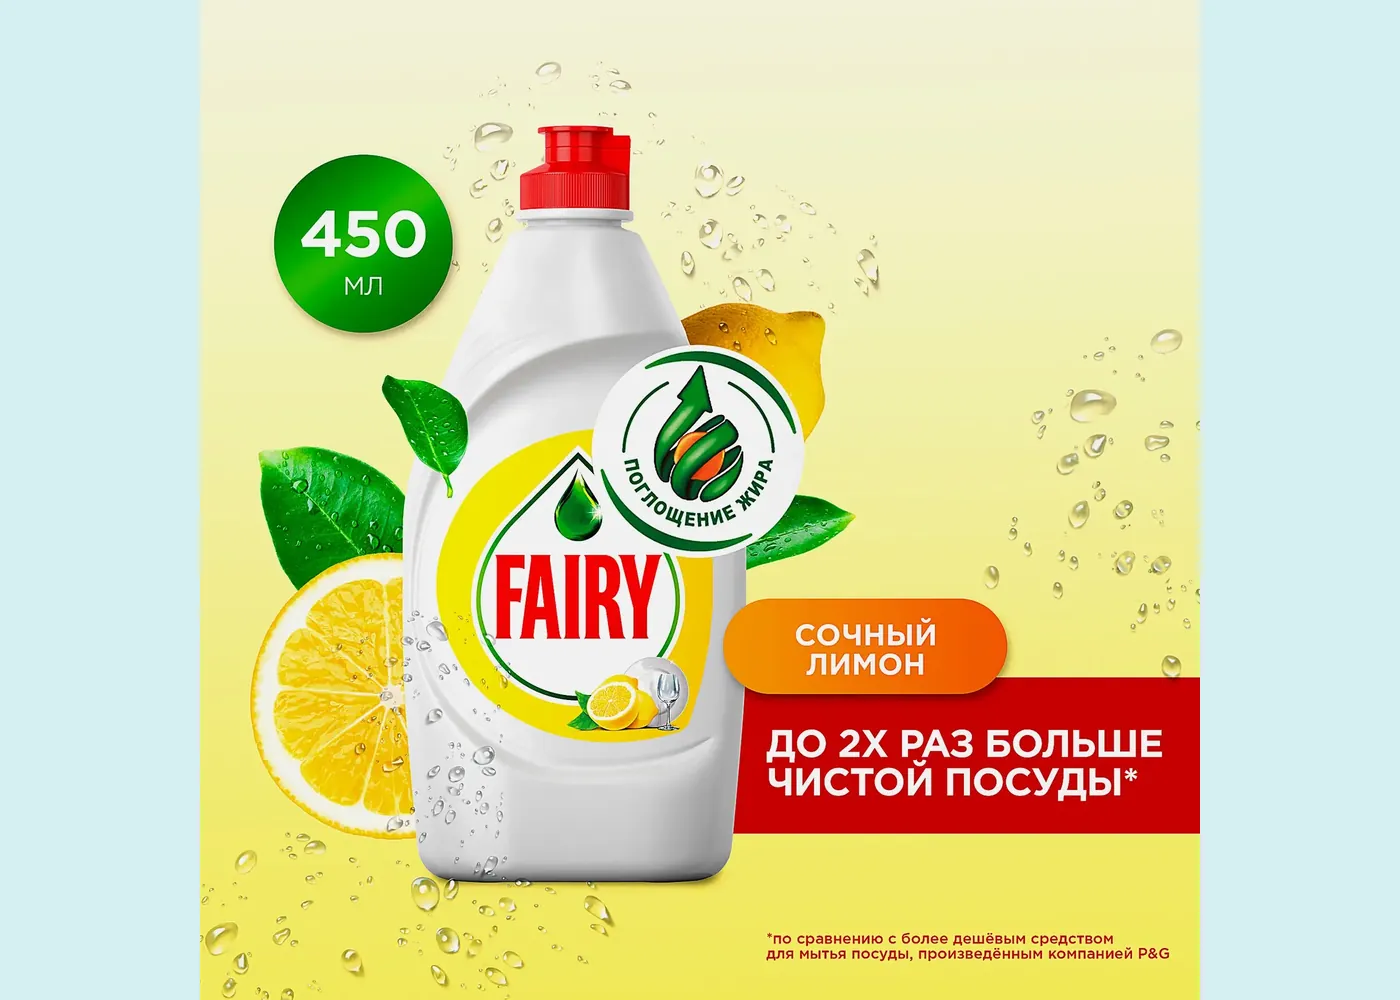 450
МЛ
ПОГЛОЩЕНИЕ ЖИРА
FAIRY
СОЧНЫЙ
ЛИМОН
ДО 2X РАЗ БОЛЬШЕ
ЧИСТОЙ ПОСУДЫ*
*по сравнению с более дешёвым средством
для мытья посуды, произведённым компанией P&G